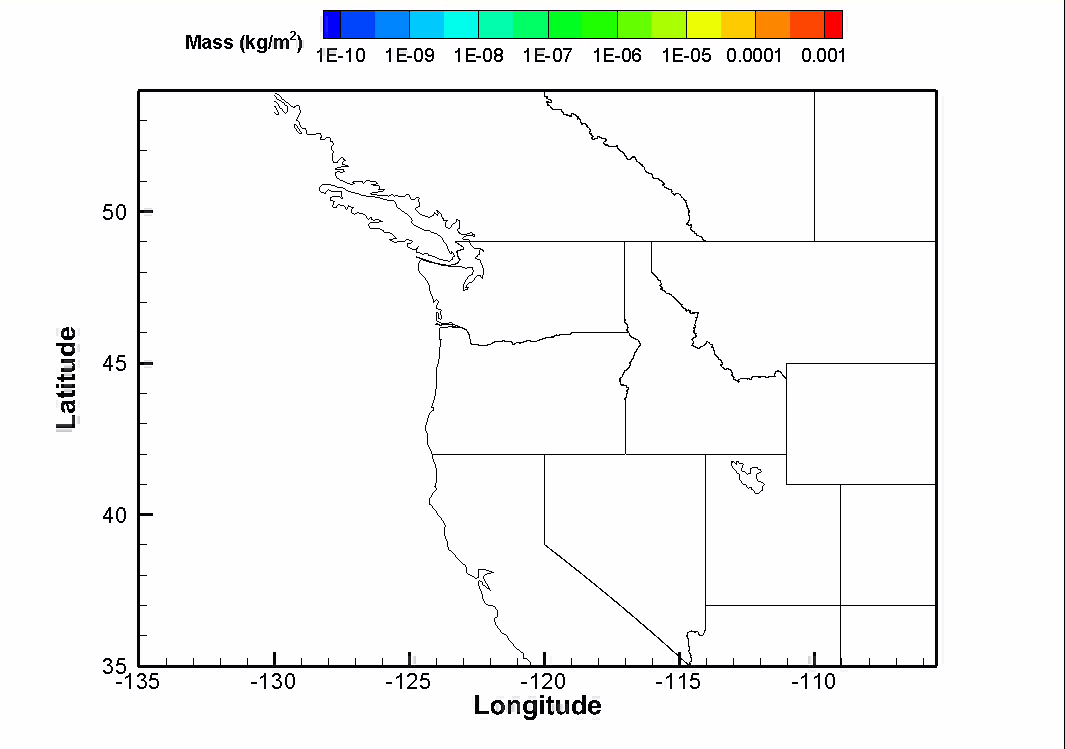 Mass (kg/m²)
1E-10 1E-09 1E-08 1E-07 1E-06 1E-05 0.0001 0.001
50
45
40
35
Latitude
-135 -130 -125 -120 -115 -110
Longitude